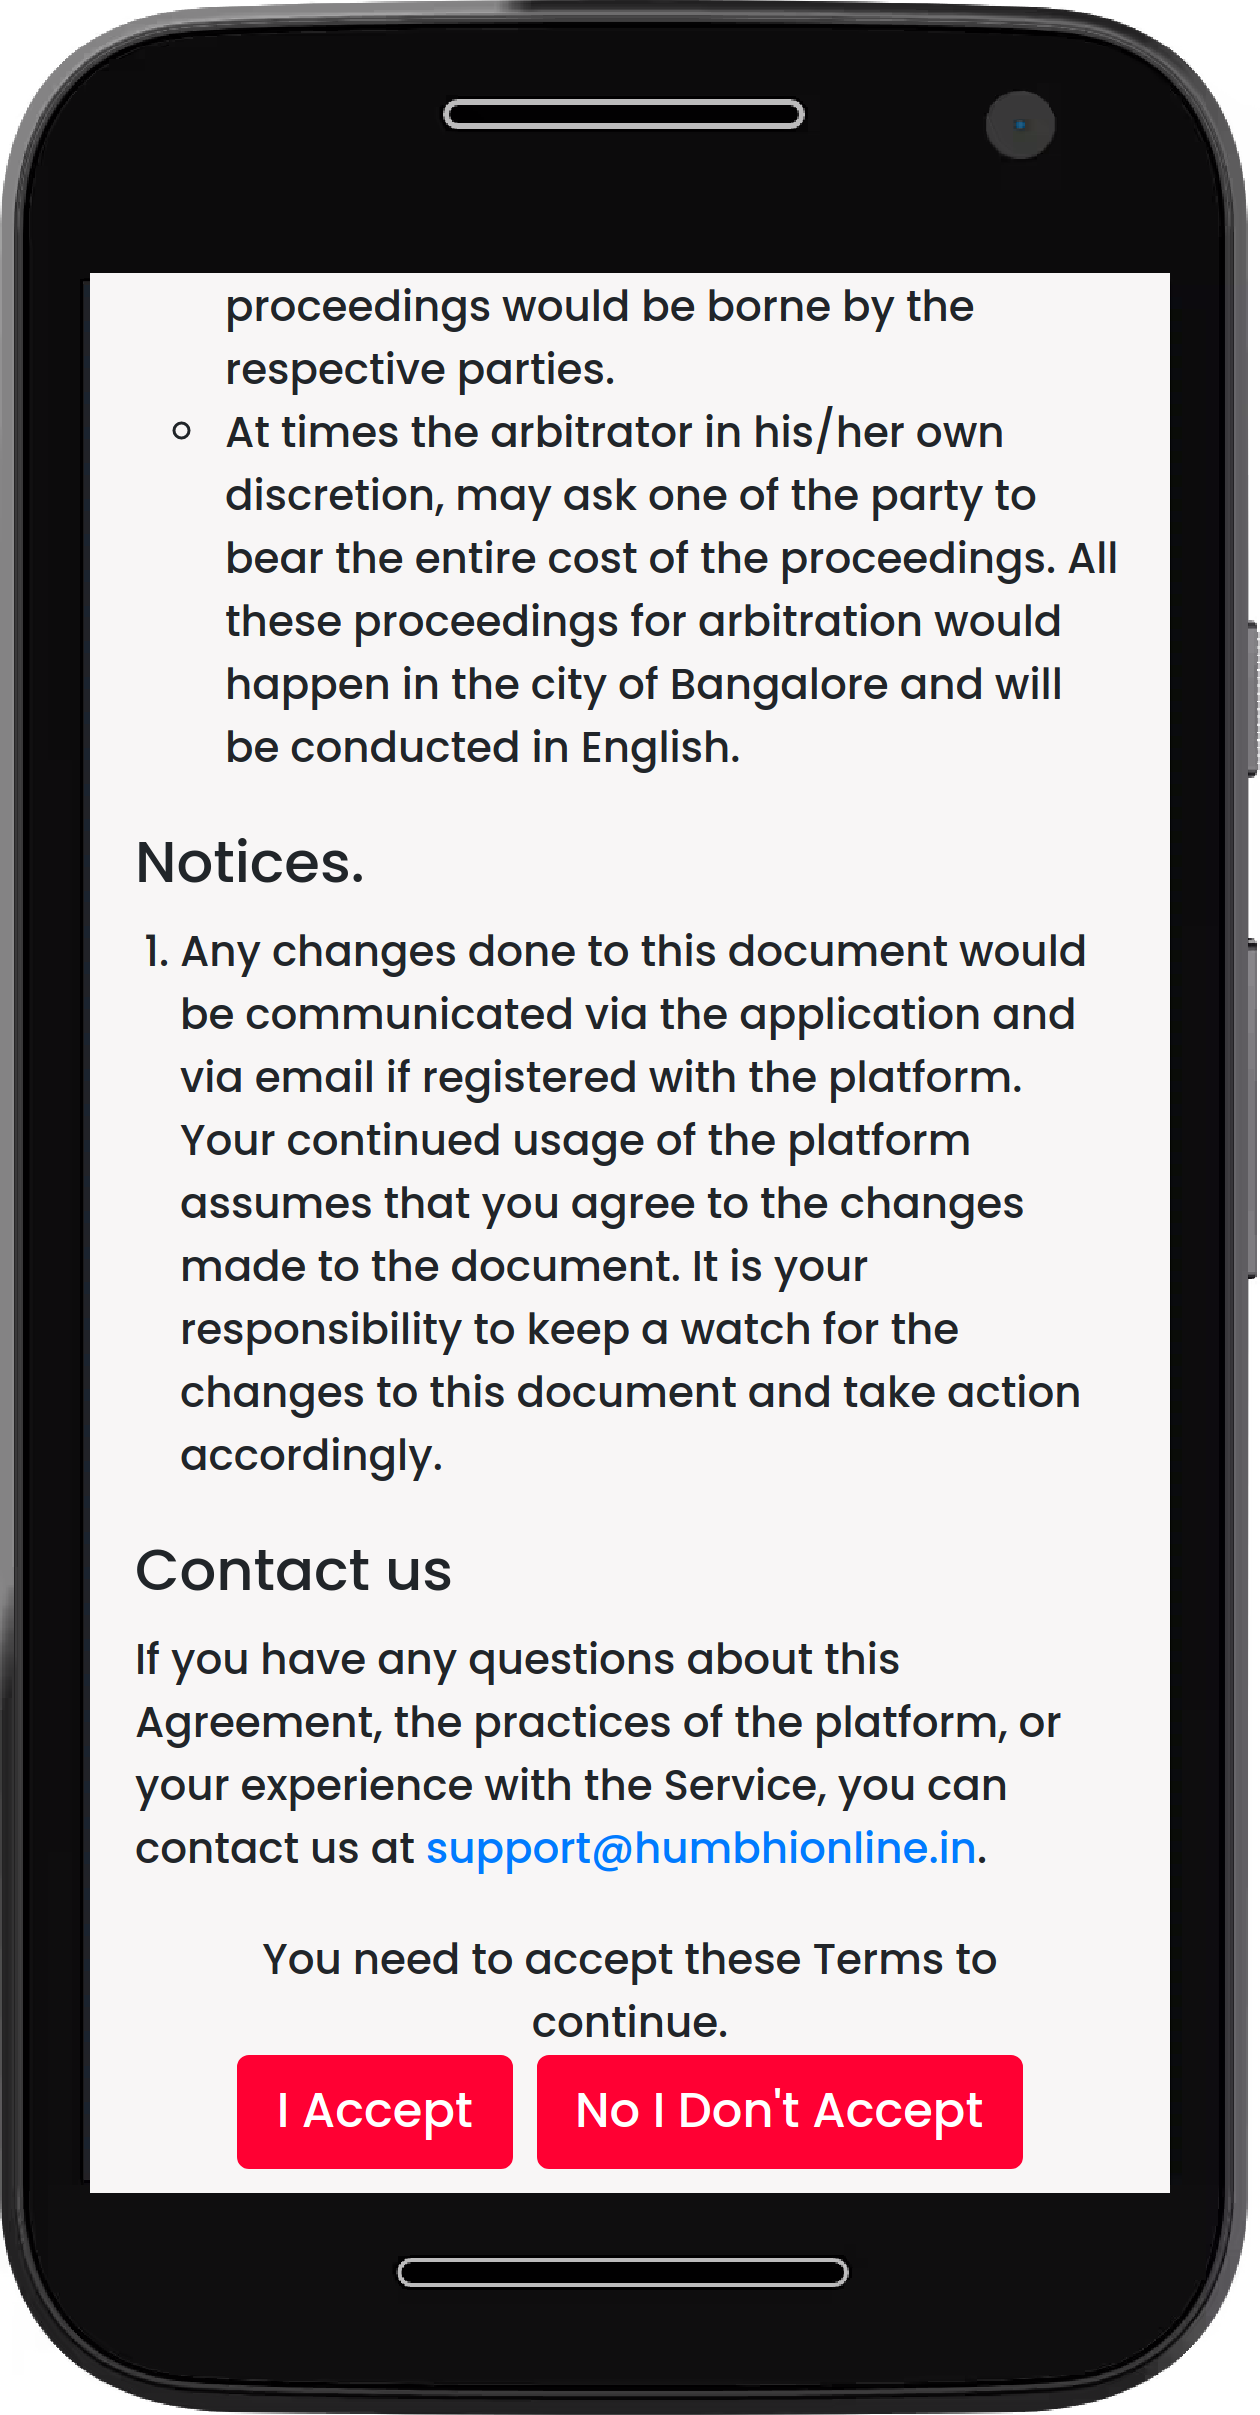 proceedings would be borne by the
respective parties.
At times the arbitrator in his/her own
discretion, may ask one of the party to
bear the entire cost of the proceedings. All
these proceedings for arbitration would
happen in the city of Bangalore and will
be conducted in English.
Notices.
1. Any changes done to this document would
be communicated via the application and
via email if registered with the platform.
Your continued usage of the platform
assumes that you agree to the changes
made to the document. It is your
responsibility to keep a watch for the
changes to this document and take action
accordingly.
Contact us
If you have any questions about this
Agreement, the practices of the platform, or
your experience with the Service, you can
contact us at support@humbhionline.in.
You need to accept these Terms to
continue.
I Accept
No I Don't Accept